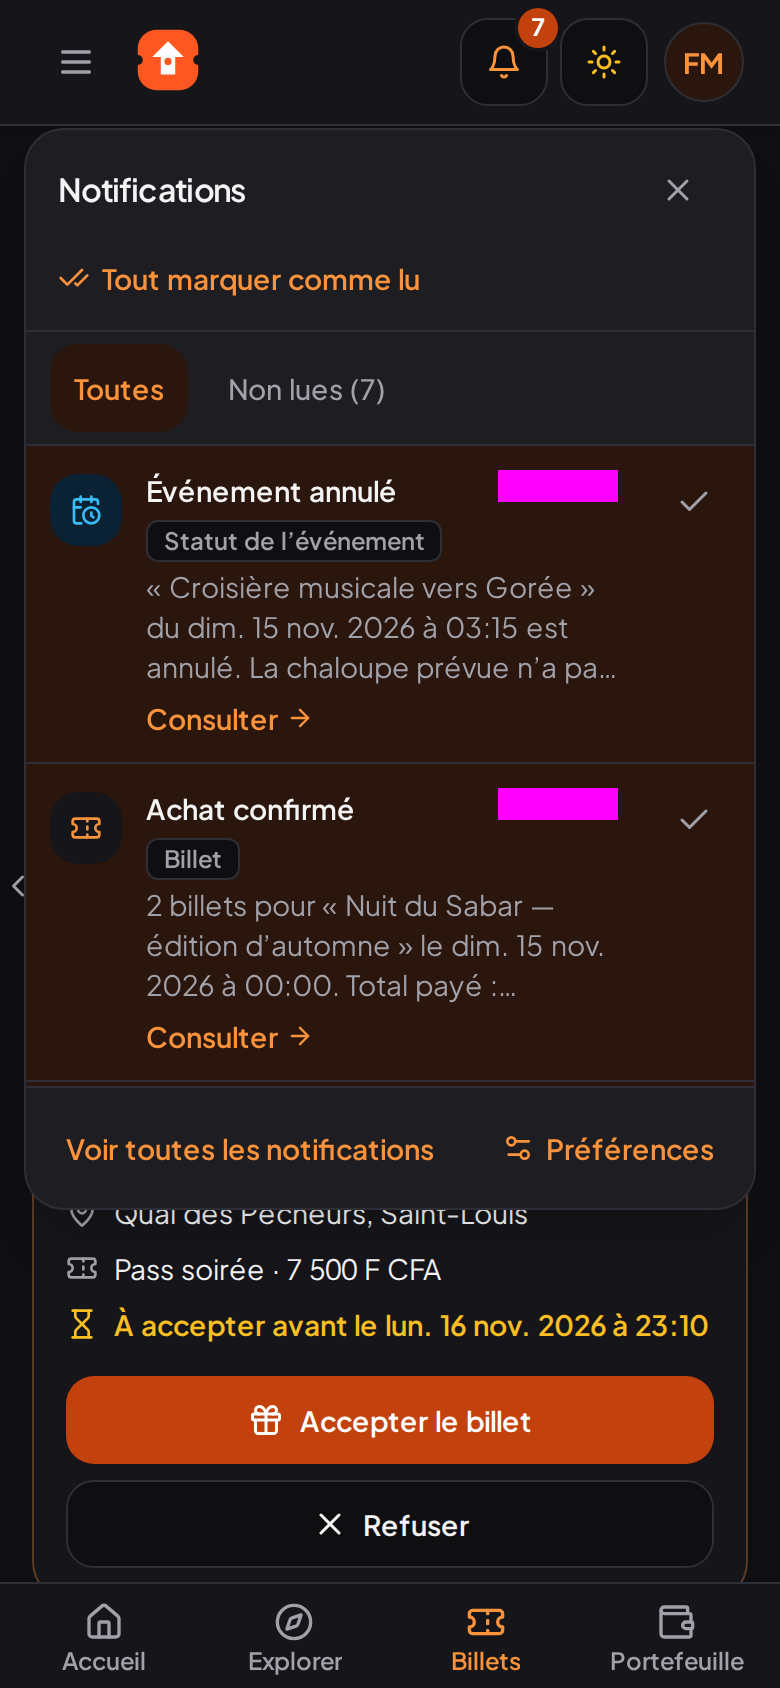 7
FM
Notifications
Tout marquer comme lu
Toutes
Non lues (7)
Événement annulé
Statut de l’événement
« Croisière musicale vers Gorée »
du dim. 15 nov. 2026 à 03:15 est
annulé. La chaloupe prévue n’a pa…
Consulter →
Achat confirmé
Billet
2 billets pour « Nuit du Sabar —
édition d’automne » le dim. 15 nov.
2026 à 00:00. Total payé :…
Consulter →
Voir toutes les notifications
Préférences
Quai des Pêcheurs, Saint-Louis
Pass soirée · 7 500 F CFA
À accepter avant le lun. 16 nov. 2026 à 23:10
Accepter le billet
Refuser
Accueil
Explorer
Billets
Portefeuille